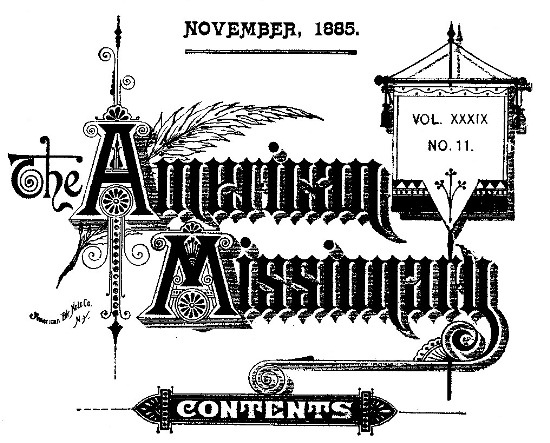 NOVEMBER, 1885.
VOL. XXXIX
NO. 11.
The American
Missionary
CONTENTS